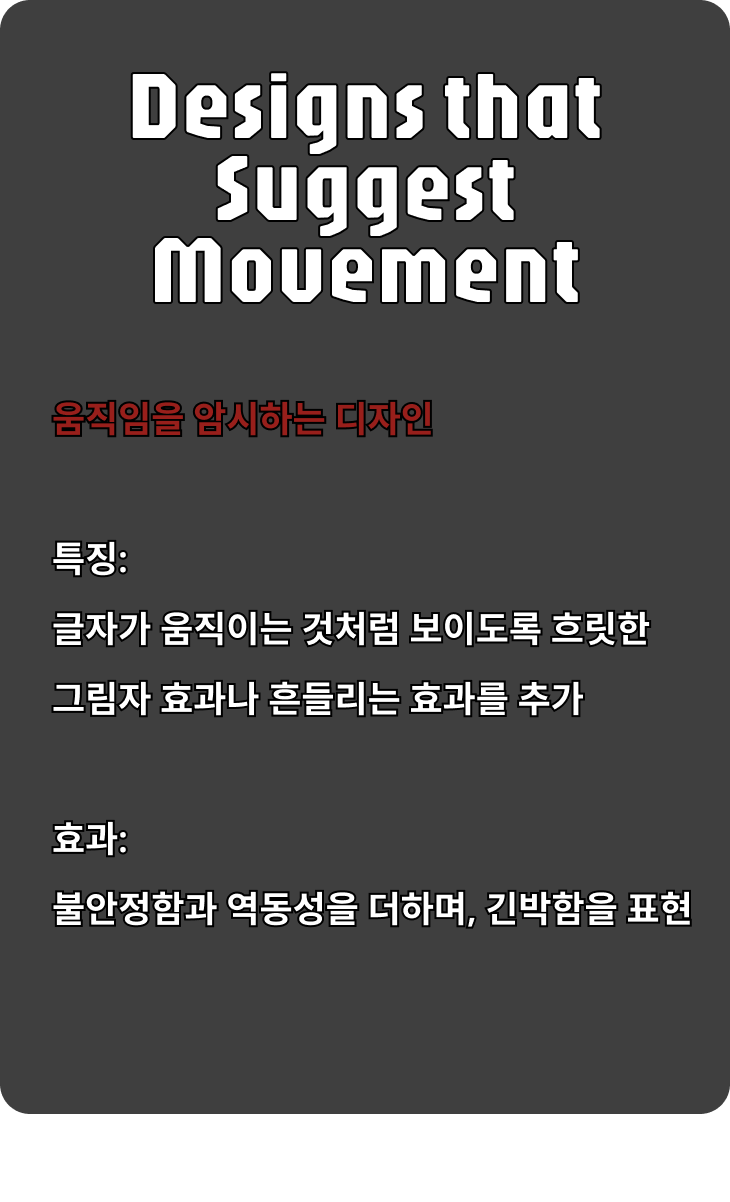 Designs that
Suggest
Movement
움직임을 암시하는 디자인
특징:
글자가 움직이는 것처럼 보이도록 흐릿한
그림자 효과나 흔들리는 효과를 추가
효과:
불안정함과 역동성을 더하며, 긴박함을 표현